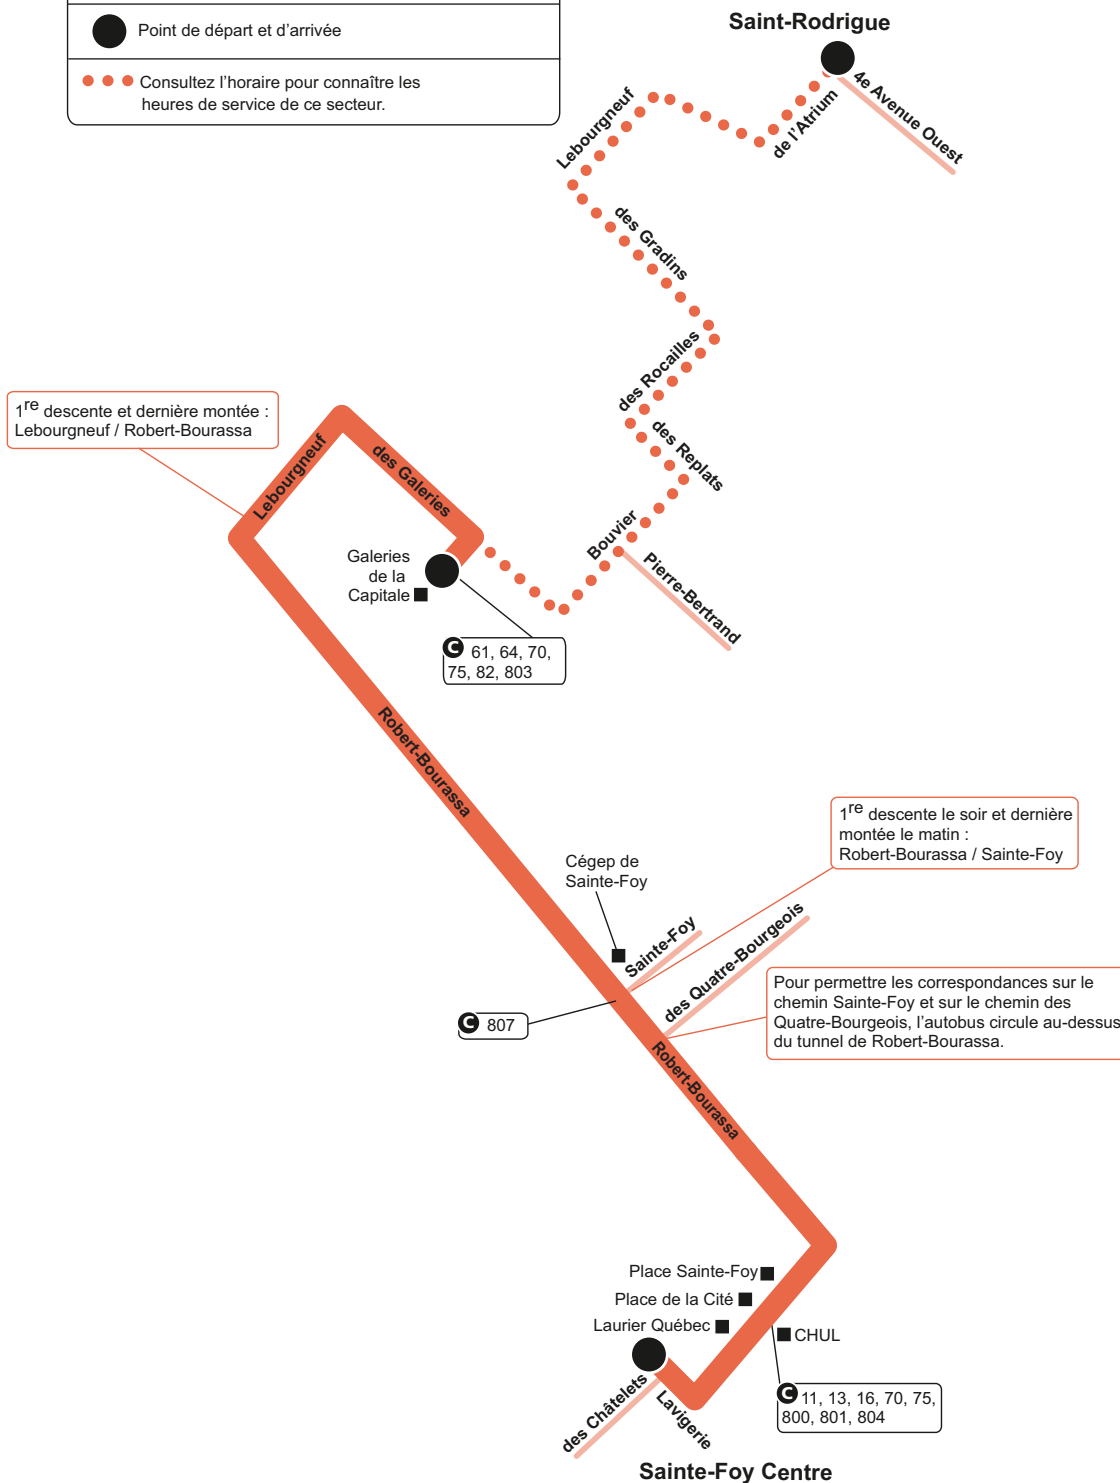 Point de départ et d'arrivée
Consultez l'horaire pour connaître les
heures de service de ce secteur.
Saint-Rodrigue
4e Avenue Ouest
de l'Atrium
Lebourgneuf
des Gradins
des Rocailles
des Replats
Bouvier
Pierre-Bertrand
1re descente et dernière montée :
Lebourgneuf / Robert-Bourassa
Lebourgneuf
des Galeries
Galeries
de la
Capitale
C 61, 64, 70,
75, 82, 803
Robert-Bourassa
1re descente le soir et dernière
montée le matin :
Robert-Bourassa / Sainte-Foy
Cégep de
Sainte-Foy
Sainte-Foy
des Quatre-Bourgeois
Pour permettre les correspondances sur le
chemin Sainte-Foy et sur le chemin des
Quatre-Bourgeois, l'autobus circule au-dessus
du tunnel de Robert-Bourassa.
C 807
Robert-Bourassa
Place Sainte-Foy
Place de la Cité
Laurier Québec
CHUL
C 11, 13, 16, 70, 75,
800, 801, 804
des Châtelets
Lavigerie
Sainte-Foy Centre